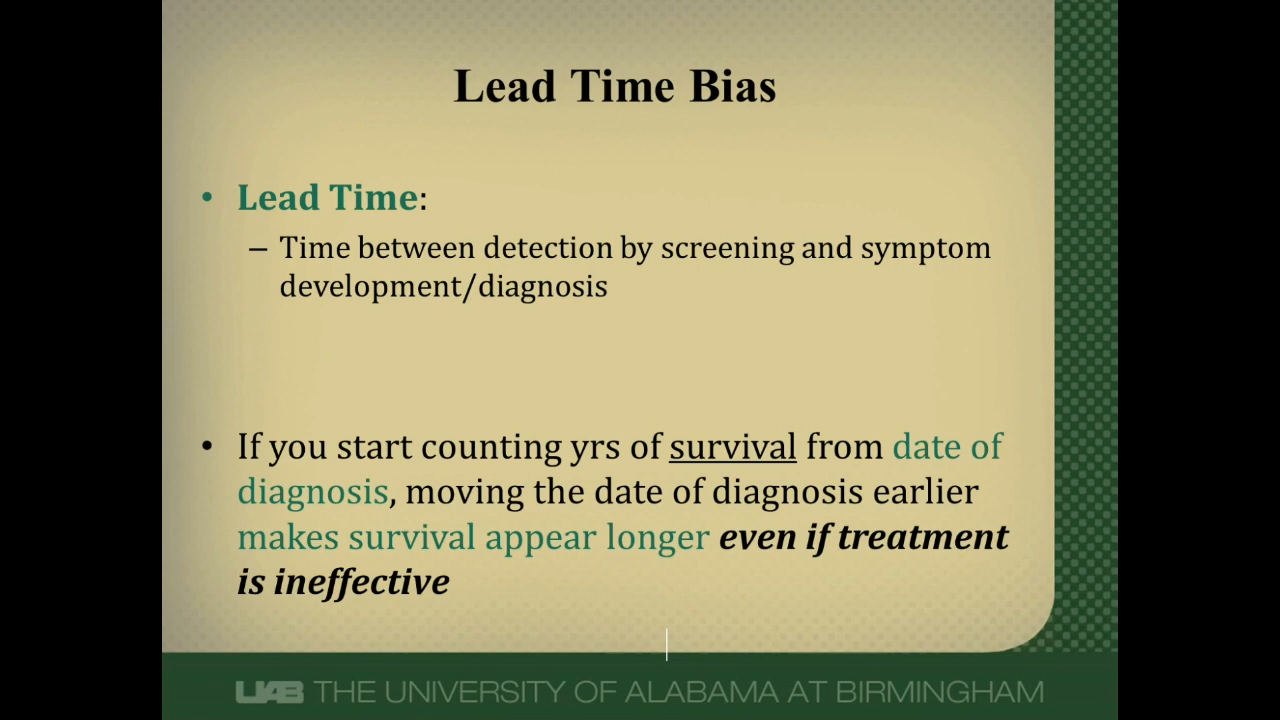 Lead Time Bias
• Lead Time:
– Time between detection by screening and symptom
development/diagnosis
• If you start counting yrs of survival from date of
diagnosis, moving the date of diagnosis earlier
makes survival appear longer even if treatment
is ineffective
UAB THE UNIVERSITY OF ALABAMA AT BIRMINGHAM